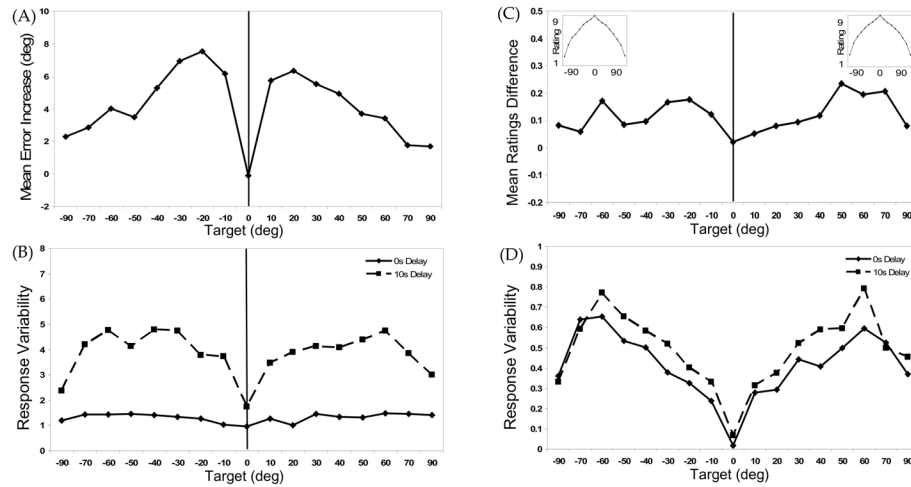 (A)
Mean Error Increase (deg)
10
8
6
4
2
0
-2
-90 -70 -60 -50 -40 -30 -20 -10 0 10 20 30 40 50 60 70 90
Target (deg)
(B)
Response Variability
8
7
6
5
4
3
2
1
0
0s Delay
10s Delay
-90 -70 -60 -50 -40 -30 -20 -10 0 10 20 30 40 50 60 70 90
Target (deg)
(C)
Mean Ratings Difference
0.5
0.4
0.3
0.2
0.1
0
-0.1
-0.2
9
Rating
1
-90 0 90
9
Rating
1
-90 0 90
-90 -70 -60 -50 -40 -30 -20 -10 0 10 20 30 40 50 60 70 90
Target (deg)
(D)
Response Variability
1
0.9
0.8
0.7
0.6
0.5
0.4
0.3
0.2
0.1
0
0s Delay
10s Delay
-90 -70 -60 -50 -40 -30 -20 -10 0 10 20 30 40 50 60 70 90
Target (deg)